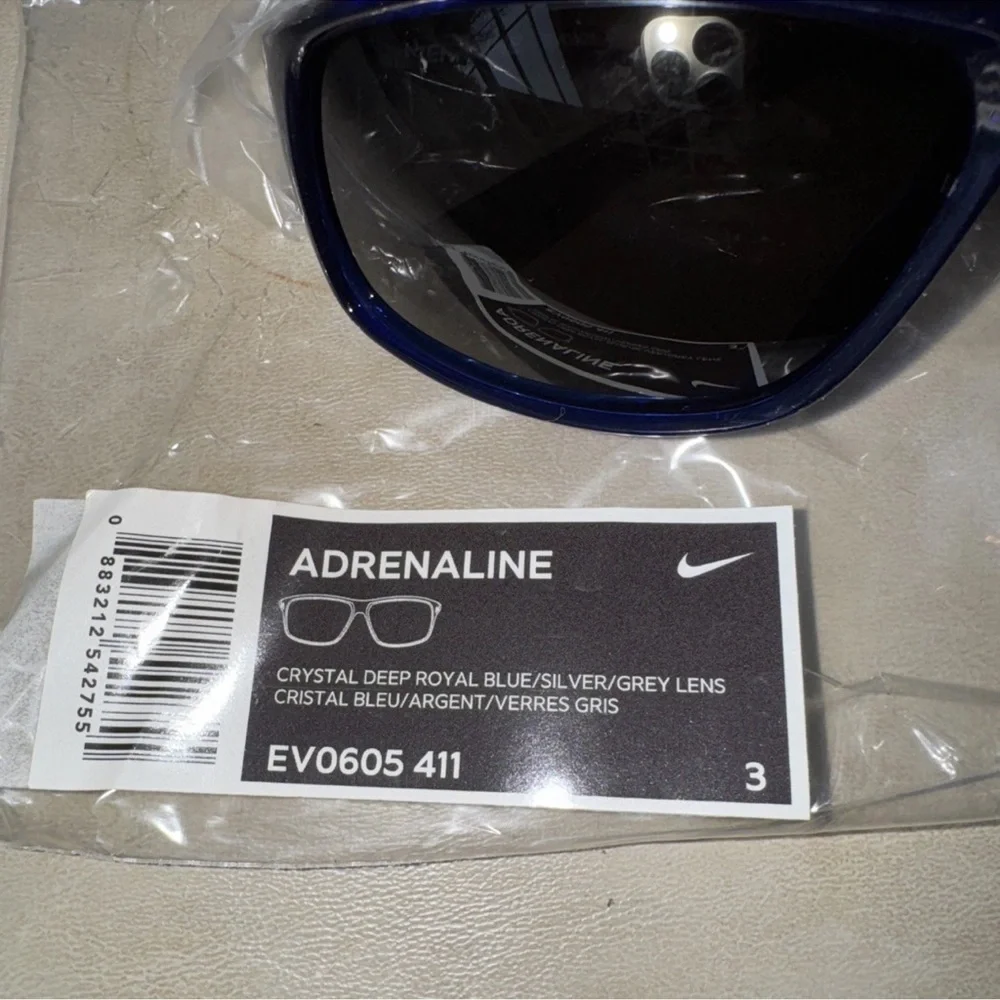 ADRENALINE
CRYSTAL DEEP ROYAL BLUE/SILVER/GREY LENS
CRISTAL BLEU/ARGENT/VERRES GRIS
EV0605 411
3
0 883212 542755
ADRENALINE